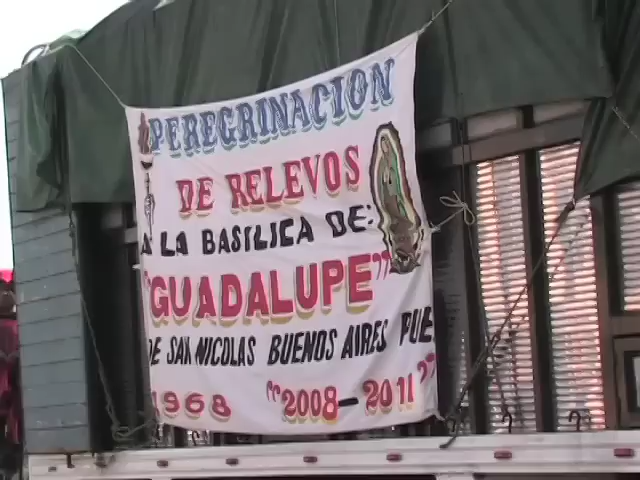 PEREGRINACION
DE RELEVOS
A LA BASILICA DE:
"GUADALUPE"
DE SAN NICOLAS BUENOS AIRES PUE
1968 "2008-2011"